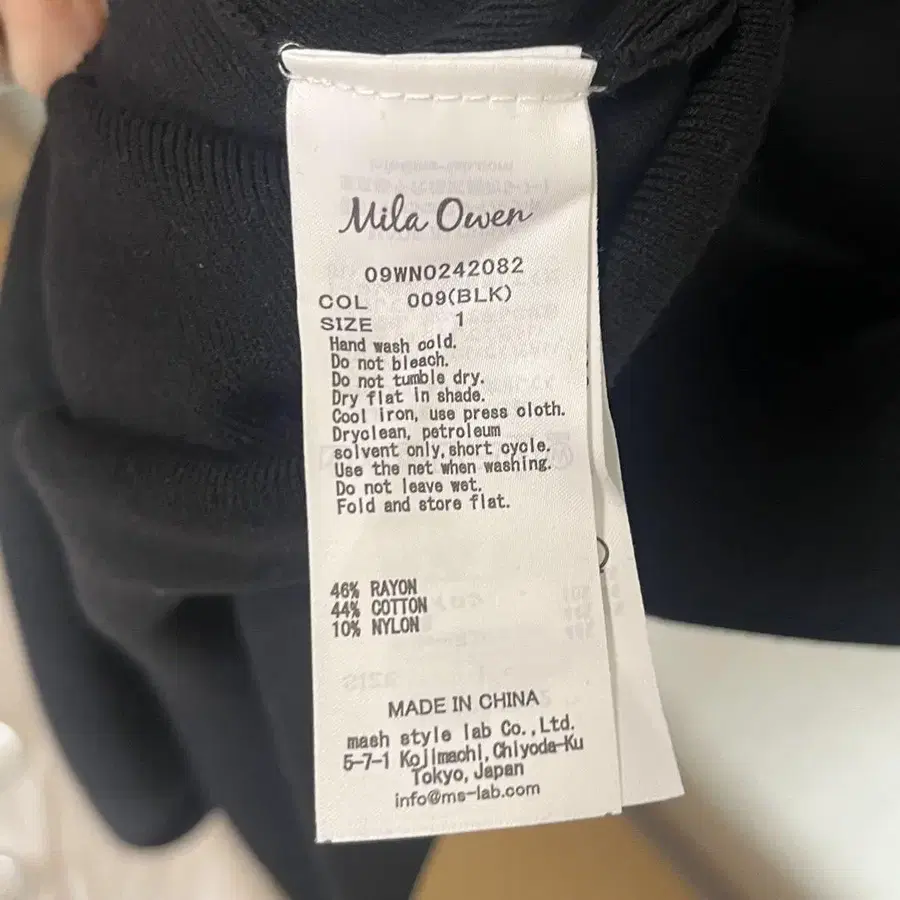 Mila Owen
09WN0242082
COL 009(BLK)
SIZE 1
Hand wash cold.
Do not bleach.
Do not tumble dry.
Dry flat in shade.
Cool iron, use press cloth.
Dryclean, petroleum
solvent only, short cycle.
Use the net when washing.
Do not leave wet.
Fold and store flat.
46% RAYON
44% COTTON
10% NYLON
MADE IN CHINA
mash style lab Co.,Ltd.
5-7-1 Kojimachi, Chiyoda-Ku
Tokyo, Japan
info@ms-lab.com